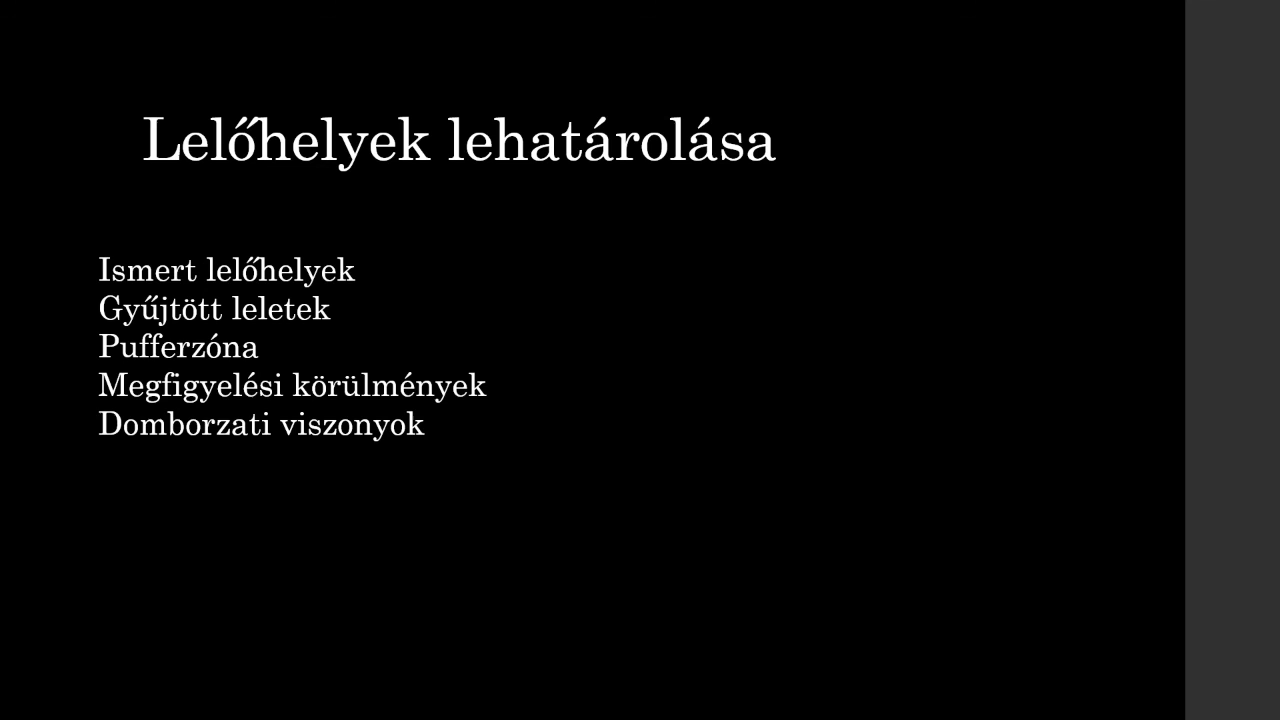 Lelőhelyek lehatárolása
Ismert lelőhelyek
Gyűjtött leletek
Pufferzóna
Megfigyelési körülmények
Domborzati viszonyok